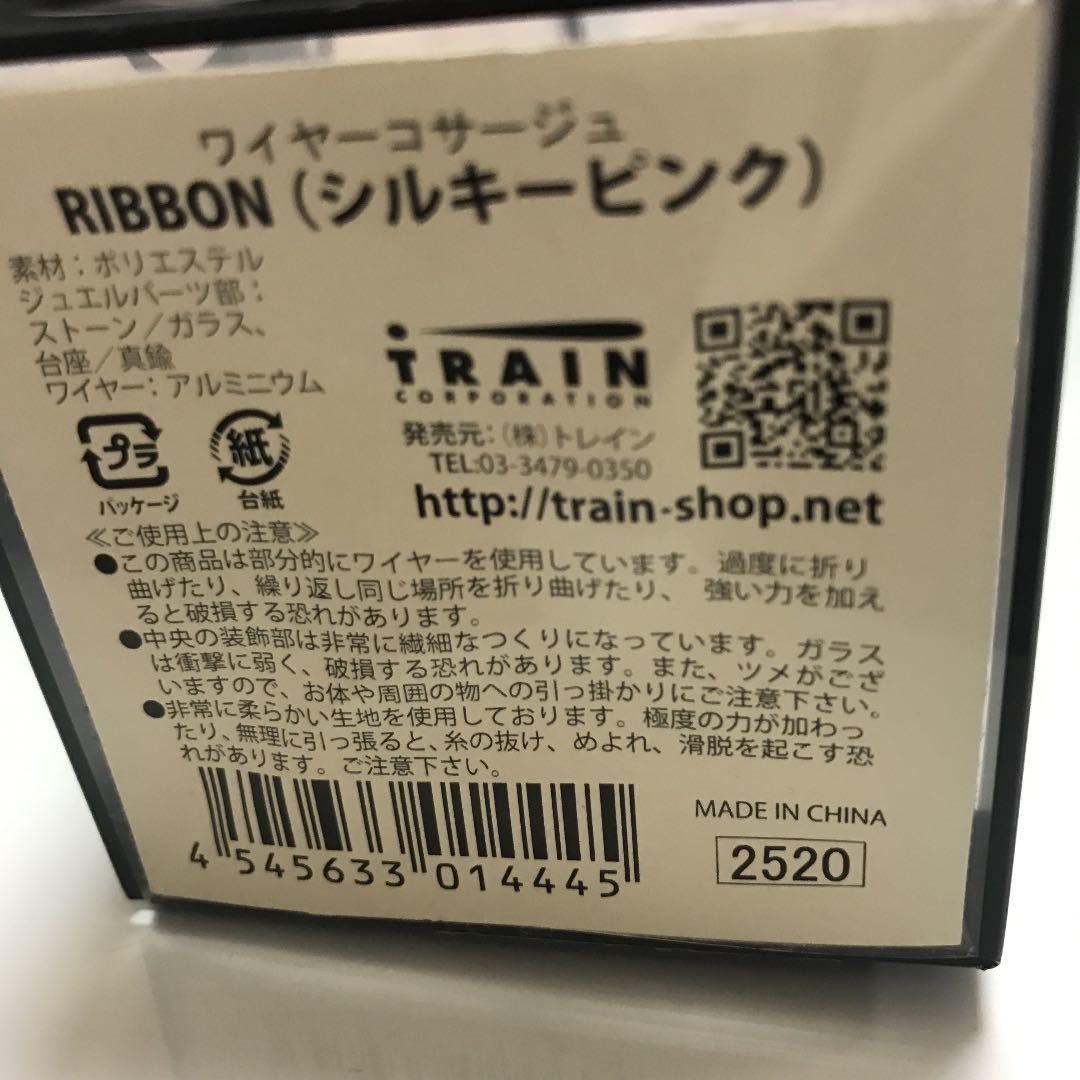 ワイヤーコサージュ
RIBBON（シルキーピンク）
素材：ポリエステル
ジュエルパーツ部：
ストーン／ガラス、
台座／真鍮
ワイヤー：アルミニウム
プラ
パッケージ
紙
台紙
TRAIN
CORPORATION
発売元：（株）トレイン
TEL:03-3479-0350
http://train-shop.net
≪ご使用上の注意≫
●この商品は部分的にワイヤーを使用しています。過度に折り
曲げたり、繰り返し同じ場所を折り曲げたり、 強い力を加え
ると破損する恐れがあります。
●中央の装飾部は非常に繊細なつくりになっています。ガラス
は衝撃に弱く、破損する恐れがあります。また、ツメがござ
いますので、お体や周囲の物への引っ掛かりにご注意下さい。
●非常に柔らかい生地を使用しております。極度の力が加わっ
たり、無理に引っ張ると、糸の抜け、めよれ、滑脱を起こす恐
れがあります。ご注意下さい。
4 545633 014445
MADE IN CHINA
2520